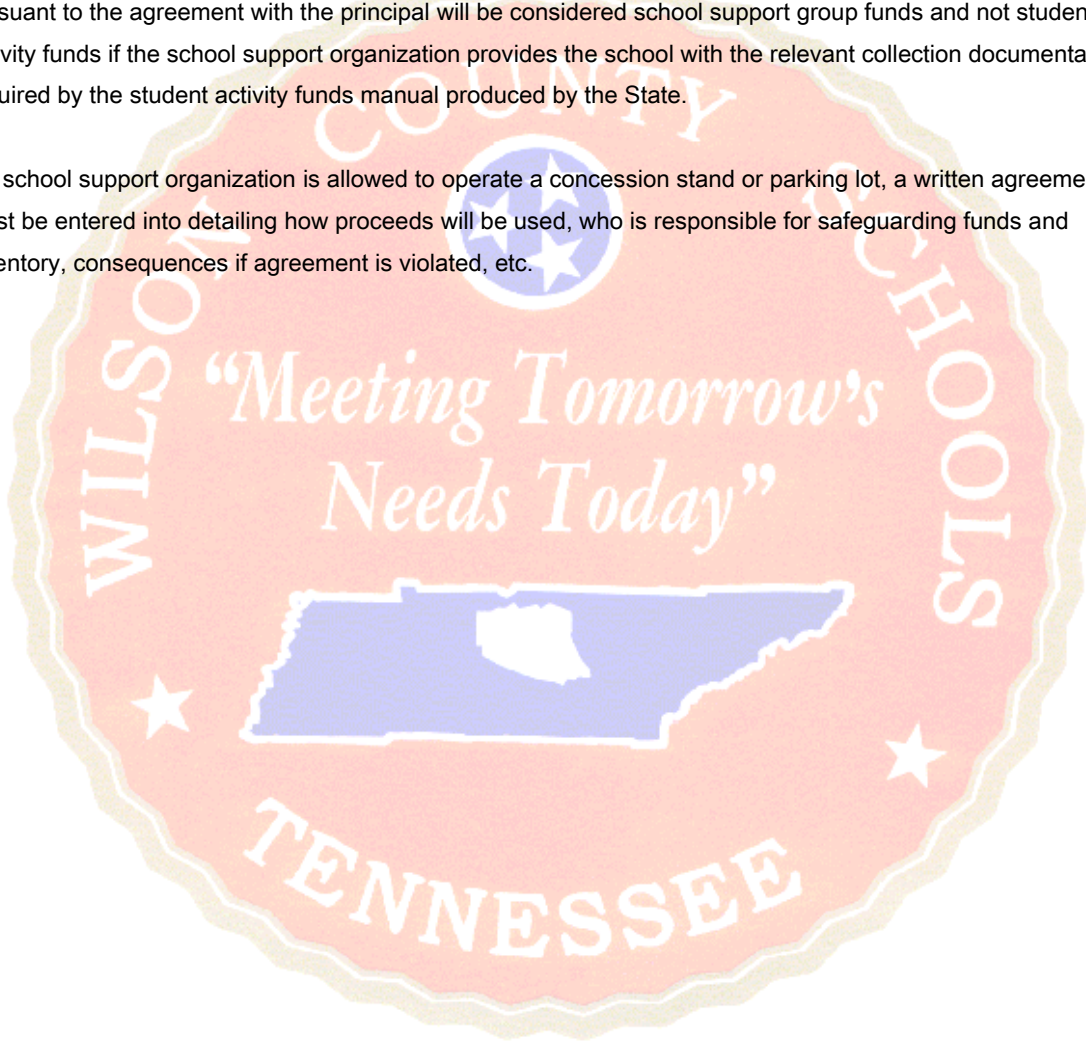 suant to the agreement with the principal will be considered school support group funds and not studen
vity funds if the school support organization provides the school with the relevant collection documenta
uired by the student activity funds manual produced by the State.
school support organization is allowed to operate a concession stand or parking lot, a written agreeme
st be entered into detailing how proceeds will be used, who is responsible for safeguarding funds and
entory, consequences if agreement is violated, etc.
WILSON COUNTY SCHOOLS
“Meeting Tomorrow's
Needs Today”
TENNESSEE